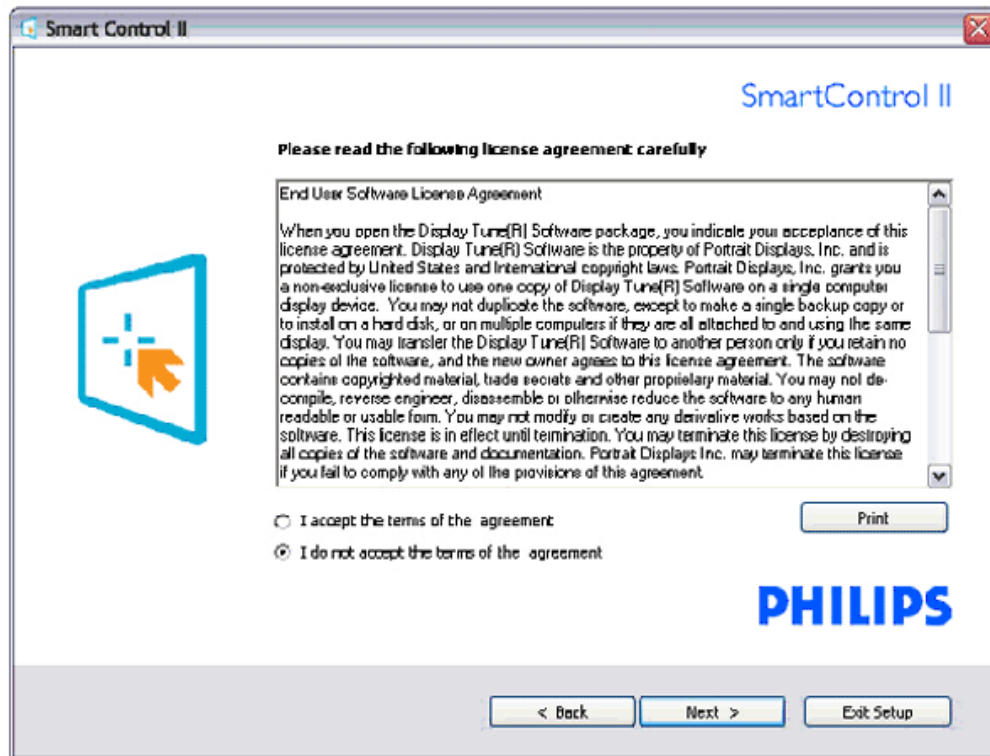 Smart Control II
SmartControl II
Please read the following license agreement carefully
End User Software License Agreement
When you open the Display Tune(R) Software package, you indicate your acceptance of this
license agreement. Display Tune(R) Software is the property of Portrait Displays, Inc. and is
protected by United States and International copyright laws. Portrait Displays, Inc. grants you
a non-exclusive license to use one copy of Display Tune(R) Software on a single computer
display device. You may not duplicate the software, except to make a single backup copy or
to install on a hard disk, or on multiple computers if they are all attached to and using the same
display. You may transfer the Display Tune(R) Software to another person only if you retain no
copies of the software, and the new owner agrees to this license agreement. The software
contains copyrighted material, trade secrets and other proprietary material. You may not de-
compile, reverse engineer, disassemble or otherwise reduce the software to any human
readable or usable form. You may not modify or create any derivative works based on the
software. This license is in effect until termination. You may terminate this license by destroying
all copies of the software and documentation. Portrait Displays Inc. may terminate this license
if you fail to comply with any of the provisions of this agreement.
I accept the terms of the agreement
Print
I do not accept the terms of the agreement
PHILIPS
< Back
Next >
Exit Setup